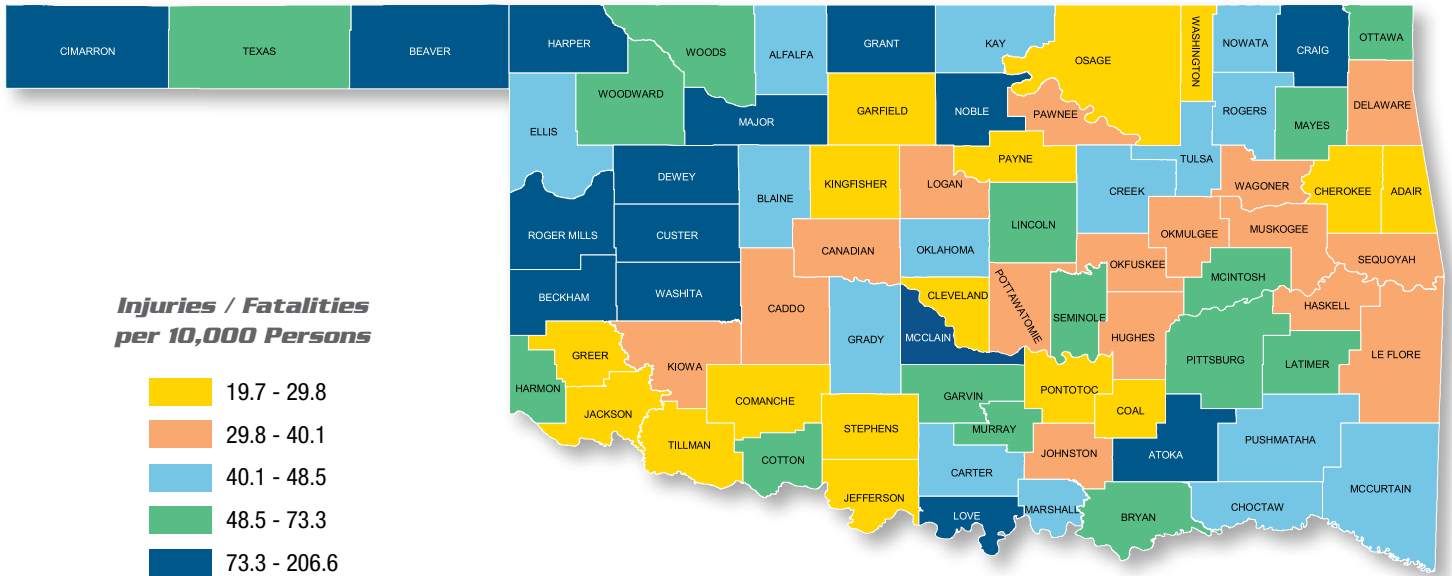 CIMARRON
TEXAS
BEAVER
HARPER
WOODS
ALFALFA
GRANT
KAY
OSAGE
WASHINGTON
NOWATA
CRAIG
OTTAWA
WOODWARD
ELLIS
MAJOR
GARFIELD
NOBLE
PAWNEE
ROGERS
MAYES
DELAWARE
DEWEY
BLAINE
KINGFISHER
LOGAN
PAYNE
CREEK
TULSA
WAGONER
CHEROKEE
ADAIR
ROGER MILLS
CUSTER
CANADIAN
OKLAHOMA
LINCOLN
OKMULGEE
MUSKOGEE
OKFUSKEE
SEQUOYAH
MCINTOSH
BECKHAM
WASHITA
CADDO
CLEVELAND
POTTAWATOMIE
SEMINOLE
HASKELL
GRADY
MCCLAIN
HUGHES
PITTSBURG
LATIMER
LE FLORE
GREER
KIOWA
HARMON
JACKSON
COMANCHE
GARVIN
PONTOTOC
COAL
TILLMAN
STEPHENS
MURRAY
COTTON
JOHNSTON
ATOKA
PUSHMATAHA
CARTER
MCCURTAIN
JEFFERSON
LOVE
MARSHALL
BRYAN
CHOCTAW
Injuries / Fatalities
per 10,000 Persons
19.7 - 29.8
29.8 - 40.1
40.1 - 48.5
48.5 - 73.3
73.3 - 206.6